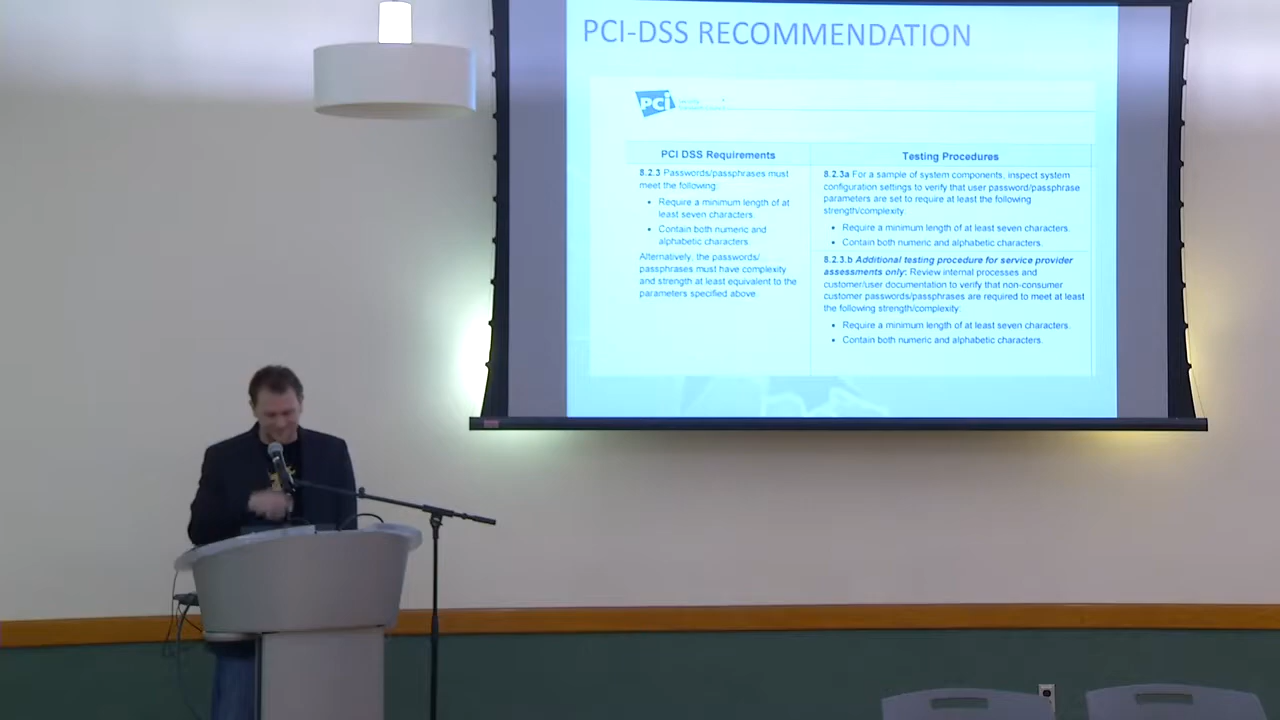 PCI-DSS RECOMMENDATION
PCI
PCI DSS Requirements
8.2.3 Passwords/passphrases must
meet the following:
• Require a minimum length of at
least seven characters.
• Contain both numeric and
alphabetic characters.
Alternatively, the passwords/
passphrases must have complexity
and strength at least equivalent to the
parameters specified above.
Testing Procedures
8.2.3a For a sample of system components, inspect system
configuration settings to verify that user password/passphrase
parameters are set to require at least the following
strength/complexity:
• Require a minimum length of at least seven characters.
• Contain both numeric and alphabetic characters.
8.2.3.b Additional testing procedure for service provider
assessments only: Review internal processes and
customer/user documentation to verify that non-consumer
customer passwords/passphrases are required to meet at least
the following strength/complexity:
• Require a minimum length of at least seven characters.
• Contain both numeric and alphabetic characters.